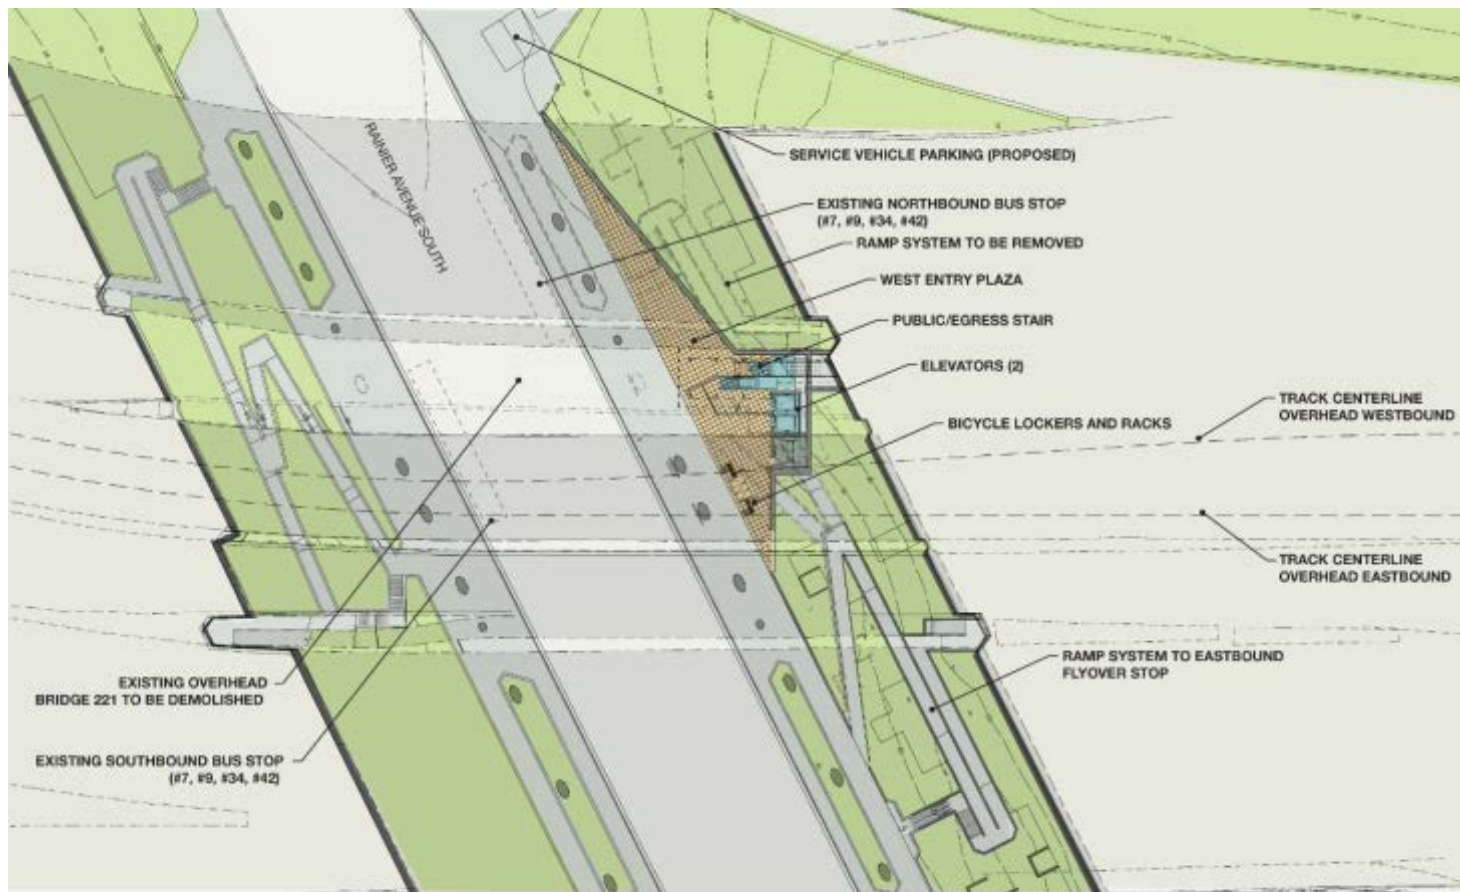 RAINIER AVENUE SOUTH
SERVICE VEHICLE PARKING (PROPOSED)
EXISTING NORTHBOUND BUS STOP
(#7, #9, #34, #42)
RAMP SYSTEM TO BE REMOVED
WEST ENTRY PLAZA
PUBLIC/EGRESS STAIR
ELEVATORS (2)
BICYCLE LOCKERS AND RACKS
TRACK CENTERLINE
OVERHEAD WESTBOUND
TRACK CENTERLINE
OVERHEAD EASTBOUND
RAMP SYSTEM TO EASTBOUND
FLYOVER STOP
EXISTING OVERHEAD
BRIDGE 221 TO BE DEMOLISHED
EXISTING SOUTHBOUND BUS STOP
(#7, #9, #34, #42)